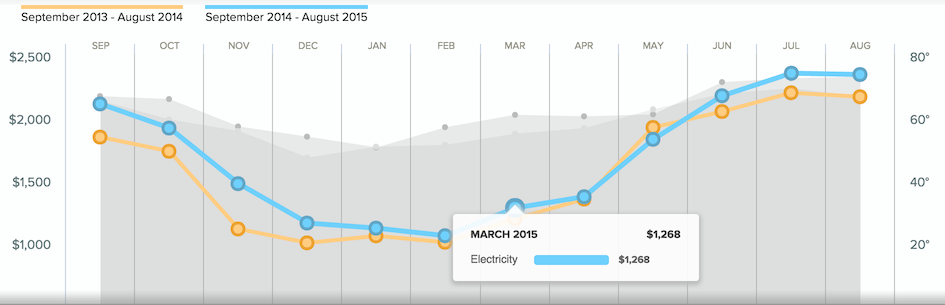 September 2013 - August 2014 September 2014 - August 2015
SEP OCT NOV DEC JAN FEB MAR APR MAY JUN JUL AUG
$2,500 80°
$2,000 60°
$1,500 40°
$1,000 20°
MARCH 2015 $1,268
Electricity $1,268